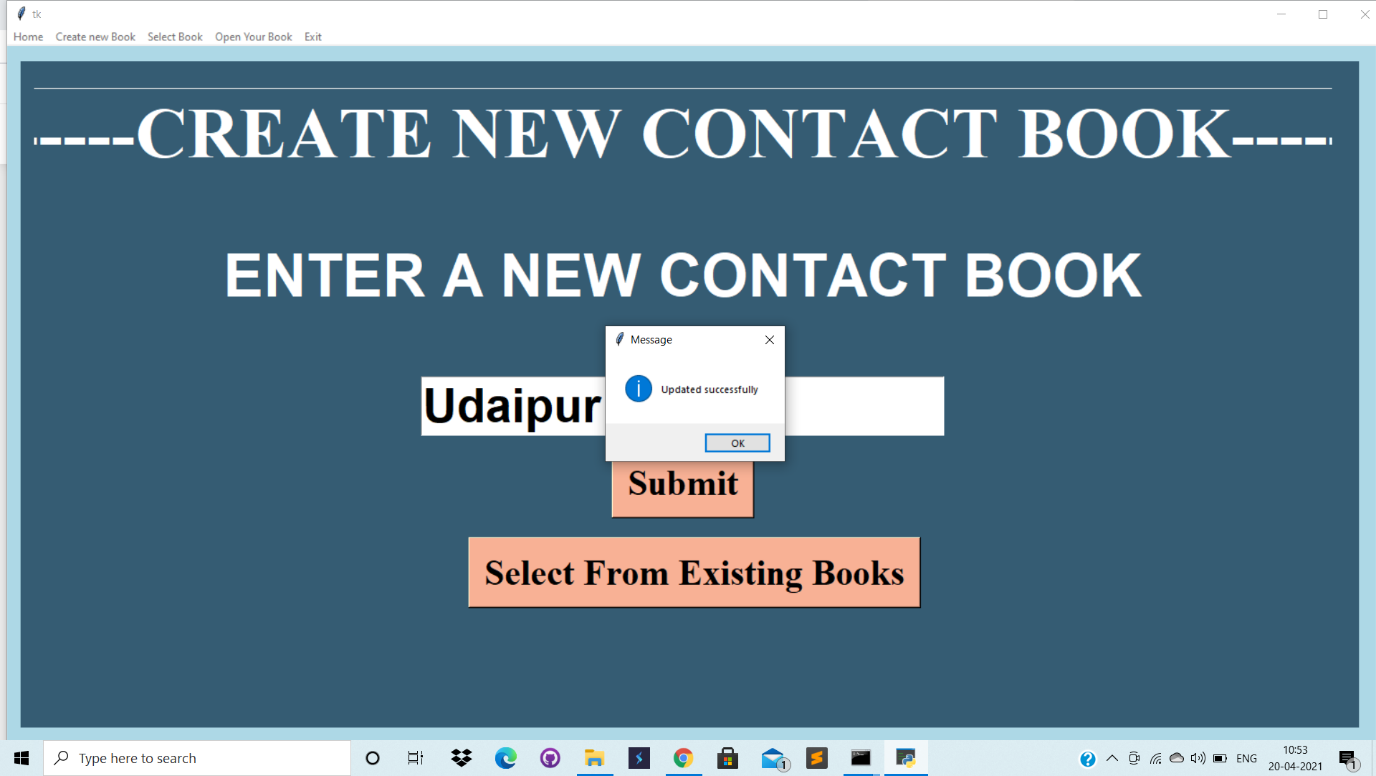 tk
Home Create new Book Select Book Open Your Book Exit
-----CREATE NEW CONTACT BOOK-----
ENTER A NEW CONTACT BOOK
Message
Updated successfully
OK
Udaipur
Submit
Select From Existing Books
Type here to search
1
ENG
10:53
20-04-2021
1